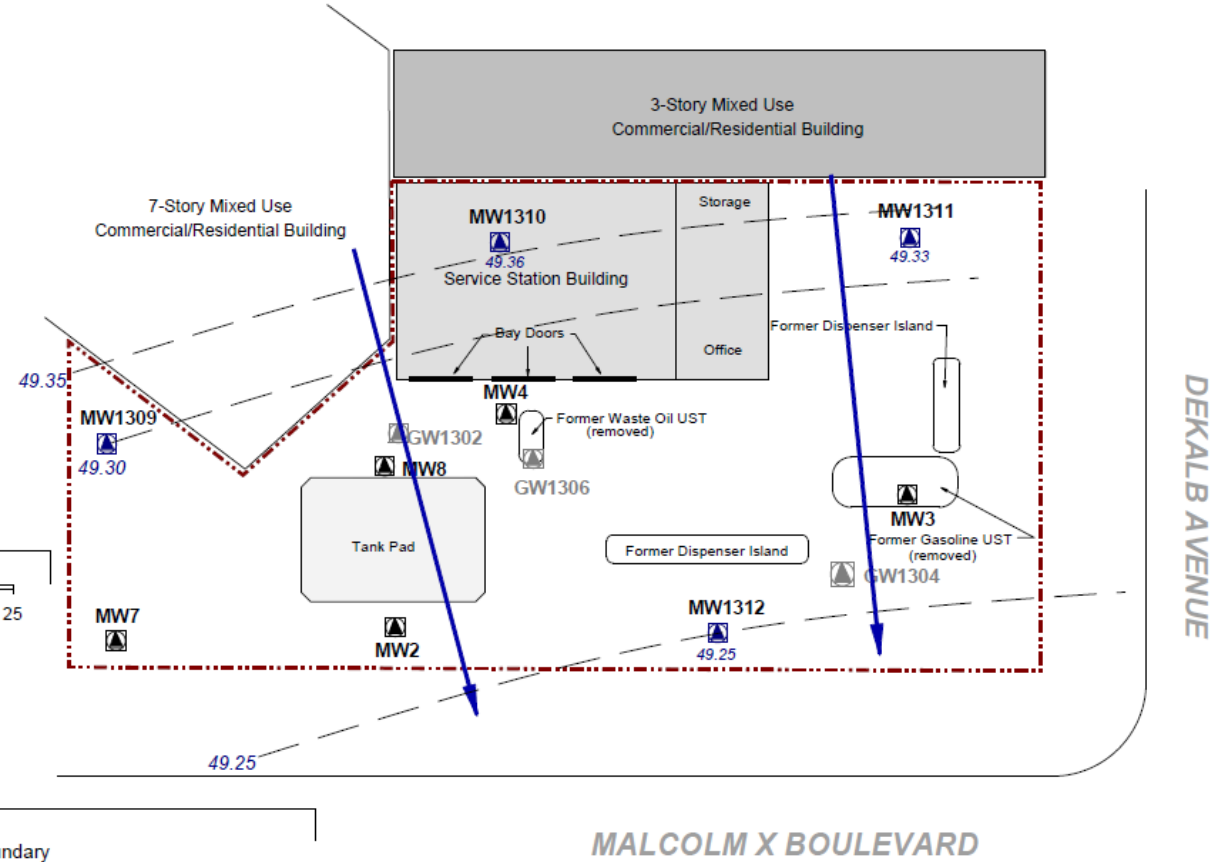 3-Story Mixed Use
Commercial/Residential Building
7-Story Mixed Use
Commercial/Residential Building
Storage
MW1310
49.36
Service Station Building
MW1311
49.33
Bay Doors
Former Dispenser Island
Office
49.35
MW1309
49.30
MW4
Former Waste Oil UST
(removed)
GW1302
MW8
GW1306
MW3
Former Gasoline UST
(removed)
Tank Pad
Former Dispenser Island
GW1304
25
MW7
MW2
MW1312
49.25
49.25
DEKALB AVENUE
MALCOLM X BOULEVARD
undary